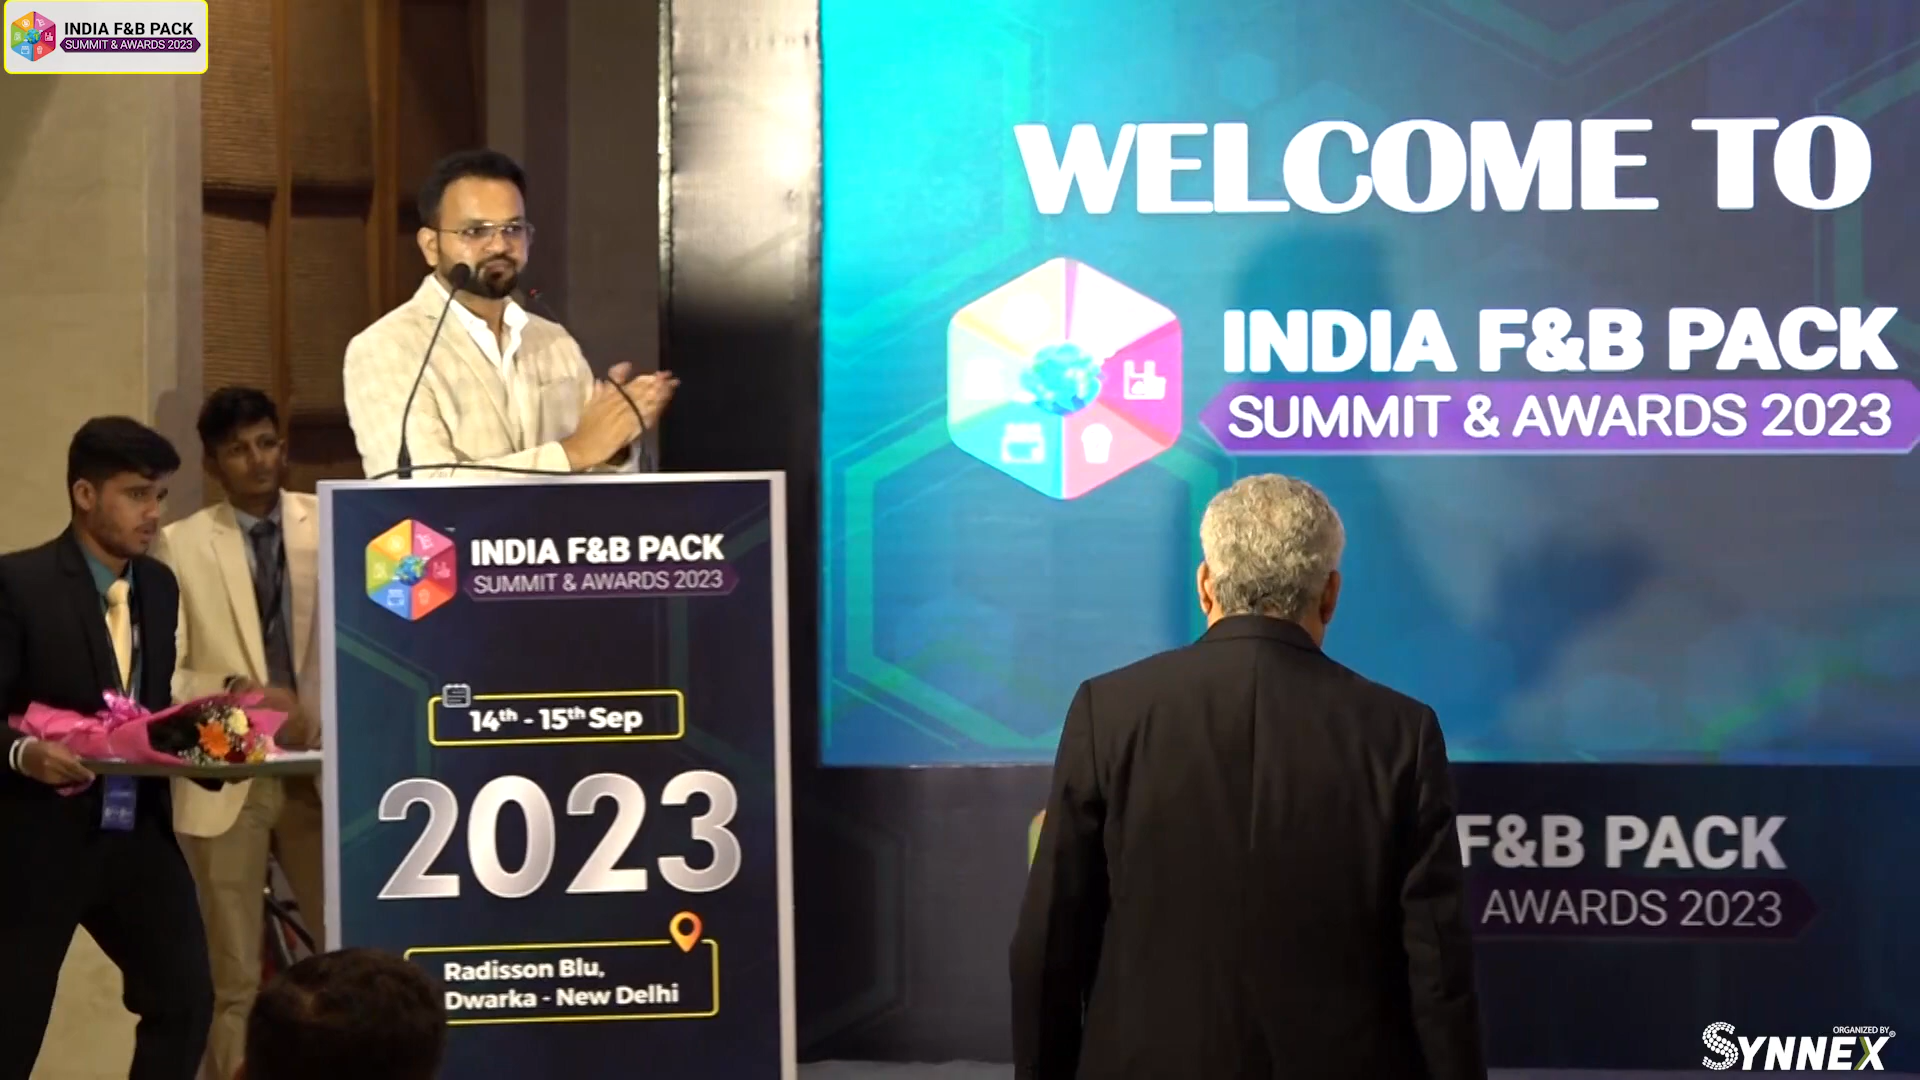 INDIA F&B PACK
SUMMIT & AWARDS 2023
WELCOME TO
INDIA F&B PACK
SUMMIT & AWARDS 2023
INDIA F&B PACK
SUMMIT & AWARDS 2023
14th - 15th Sep
2023
Radisson Blu,
Dwarka - New Delhi
F&B PACK
AWARDS 2023
ORGANIZED BY
SYNNEX®